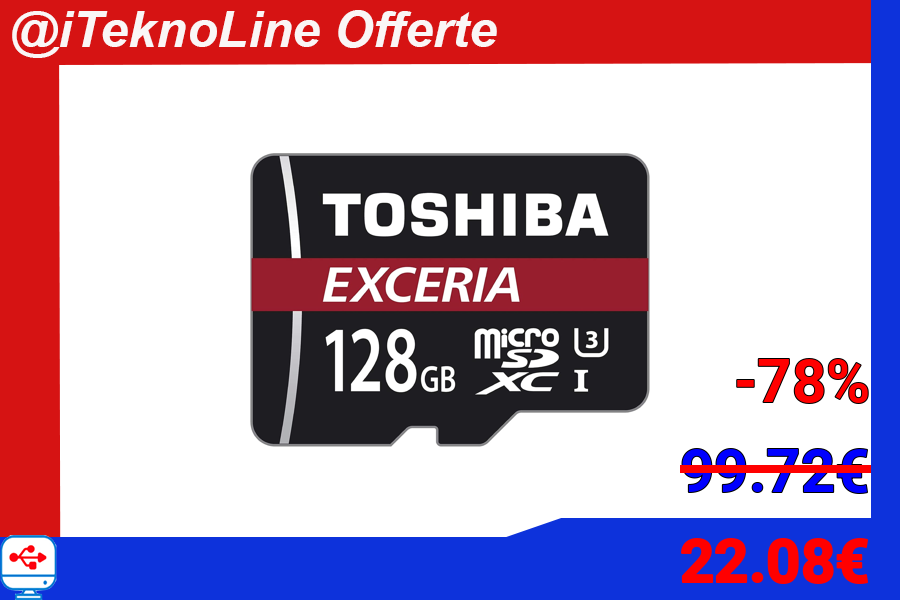 @iTeknoLine Offerte
TOSHIBA
EXCERIA
128GB
micro
SD
XC I
3
-78%
99.72€
22.08€